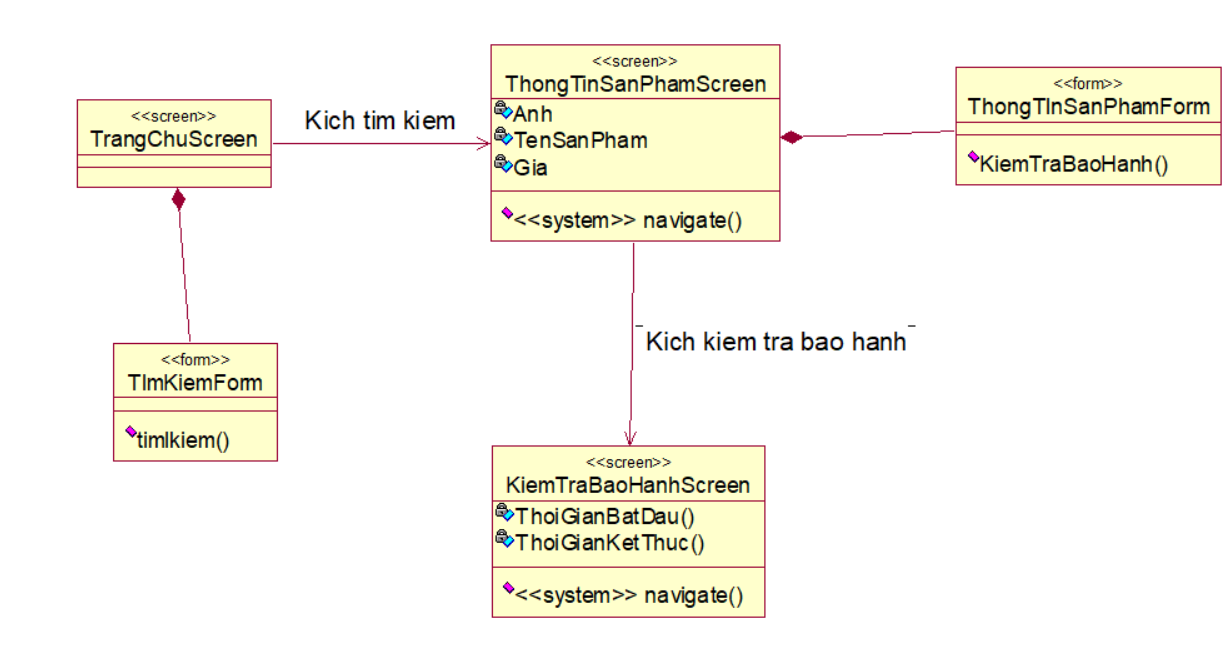 <<screen>>
TrangChuScreen
Kich tim kiem
<<screen>>
ThongTinSanPhamScreen
Anh
TenSanPham
Gia
<<system>> navigate()
<<form>>
ThongTInSanPhamForm
KiemTraBaoHanh()
<<form>>
TImKiemForm
timlkiem()
Kich kiem tra bao hanh
<<screen>>
KiemTraBaoHanhScreen
ThoiGianBatDau()
ThoiGianKetThuc()
<<system>> navigate()